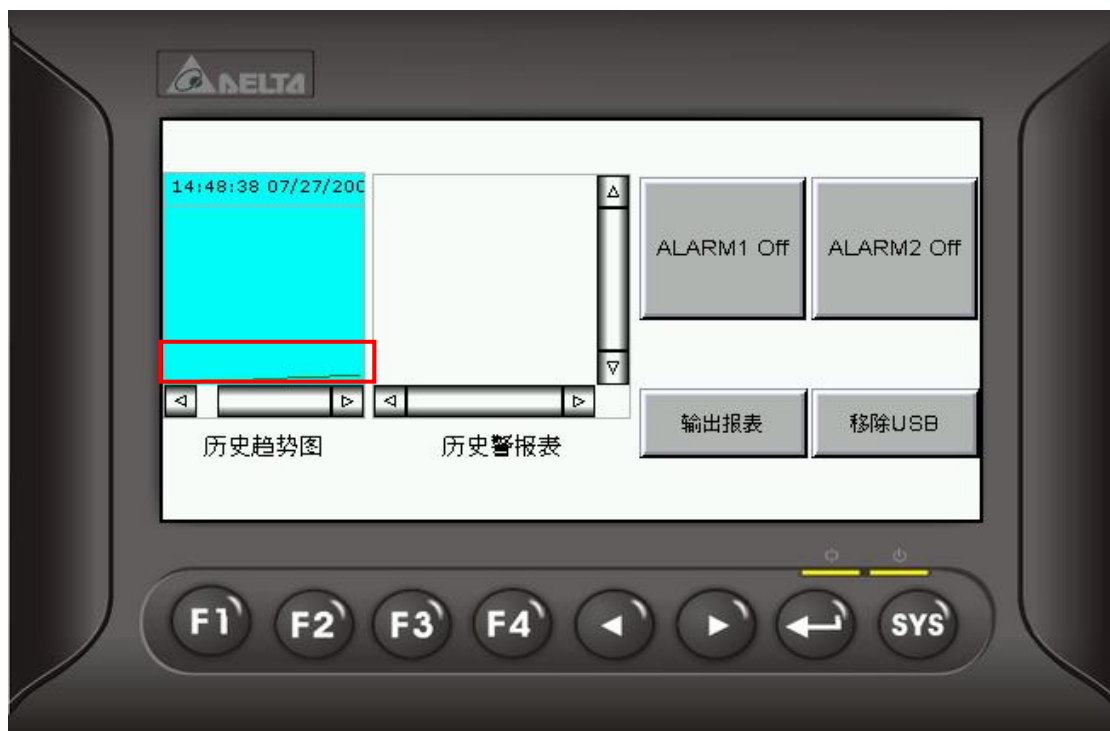 DELTA
14:48:38 07/27/200
ALARM1 Off
ALARM2 Off
输出报表
移除USB
历史趋势图
历史警报表
F1
F2
F3
F4
SYS